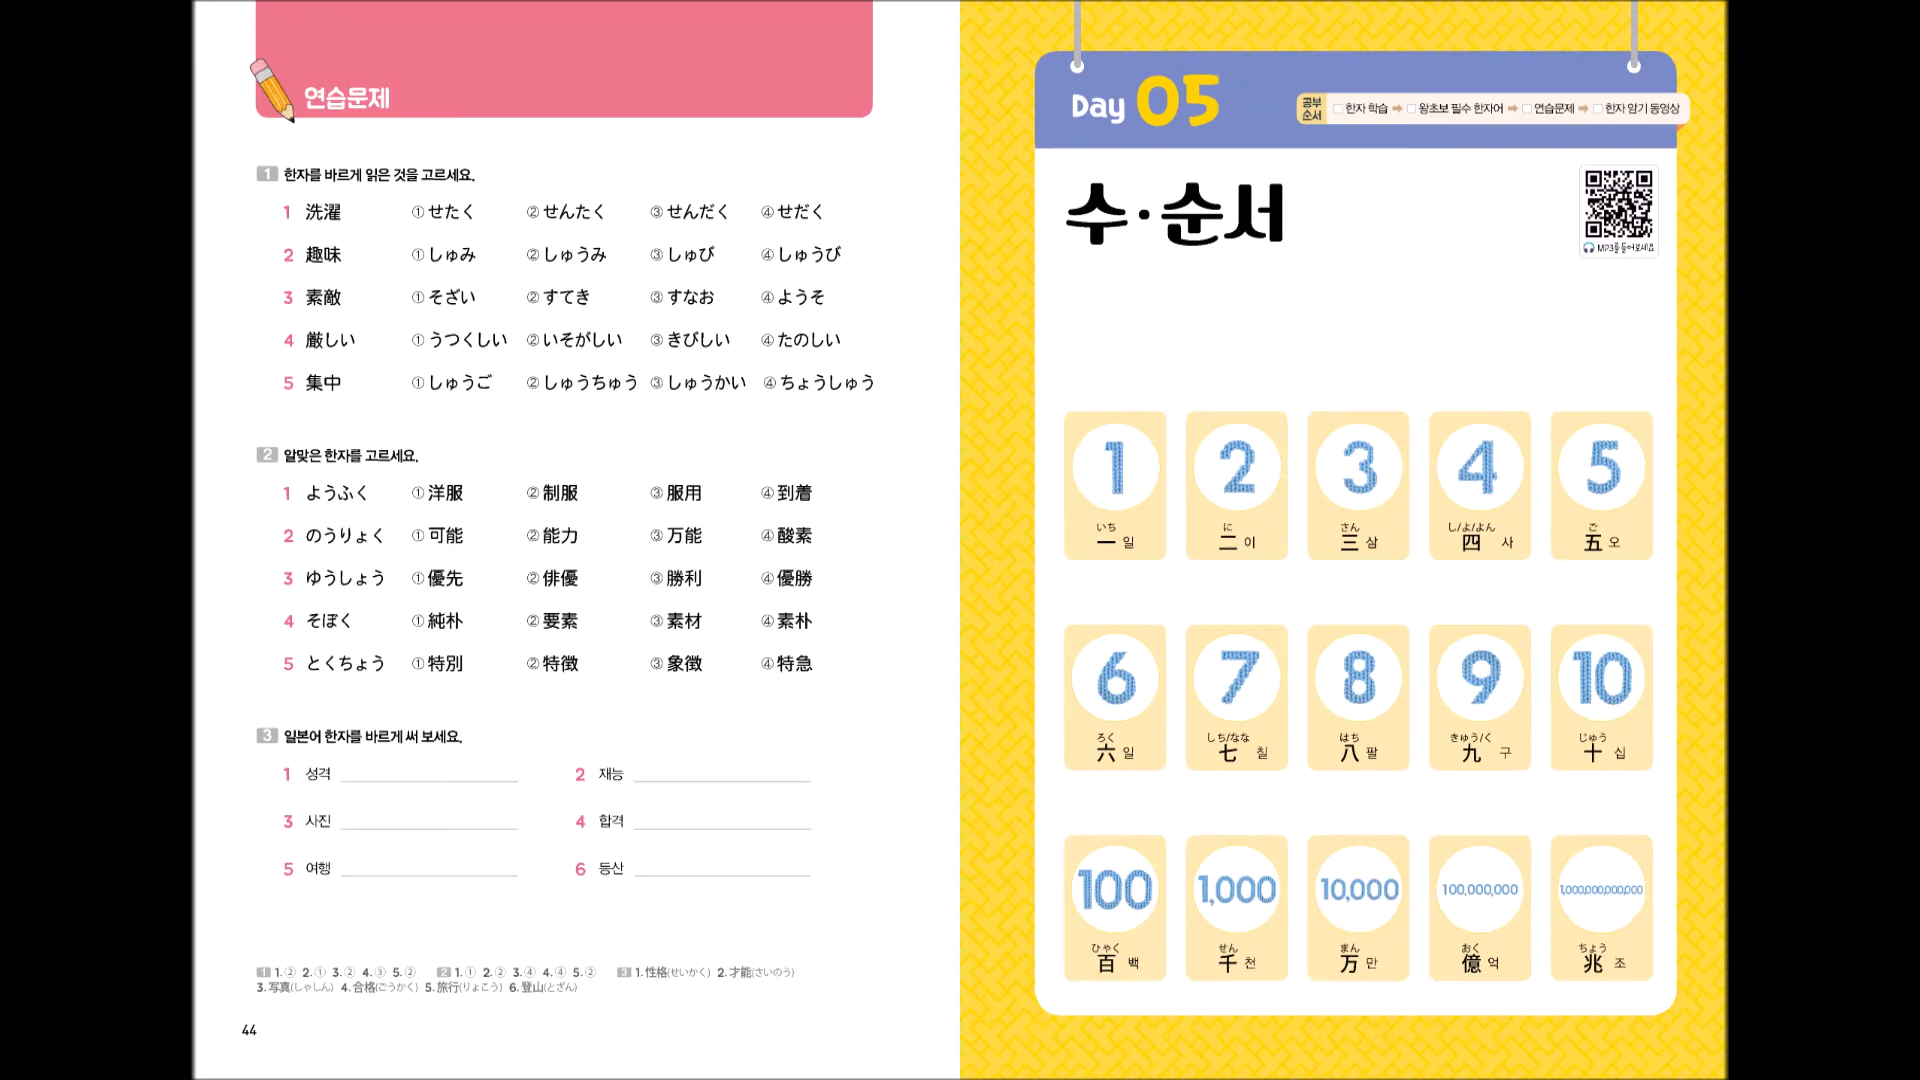 연습문제
1 한자를 바르게 읽은 것을 고르세요.
1 洗濯 ① せたく ② せんたく ③ せんだく ④ せだく
2 趣味 ① しゅみ ② しゅうみ ③ しゅび ④ しゅうび
3 素敵 ① そざい ② すてき ③ すなお ④ ようそ
4 厳しい ① うつくしい ② いそがしい ③ きびしい ④ たのしい
5 集中 ① しゅうご ② しゅうちゅう ③ しゅうかい ④ ちょうしゅう
2 알맞은 한자를 고르세요.
1 ようふく ① 洋服 ② 制服 ③ 服用 ④ 到着
2 のうりょく ① 可能 ② 能力 ③ 万能 ④ 酸素
3 ゆうしょう ① 優先 ② 俳優 ③ 勝利 ④ 優勝
4 そぼく ① 純朴 ② 要素 ③ 素材 ④ 素朴
5 とくちょう ① 特別 ② 特徴 ③ 象徴 ④ 特急
3 일본어 한자를 바르게 써 보세요.
1 성격 2 재능
3 사진 4 합격
5 여행 6 등산
1 1.② 2.① 3.② 4.③ 5.② 2 1.① 2.② 3.④ 4.④ 5.② 3 1.性格(せいかく) 2.才能(さいのう)
3.写真(しゃしん) 4.合格(ごうかく) 5.旅行(りょこう) 6.登山(とざん)
44
Day 05
공부 순서 한자 학습 ➡ 왕초보 필수 한자어 ➡ 연습문제 ➡ 한자 암기 동영상
수·순서
MP3를 들어보세요
1 2 3 4 5
いち に さん し/よ/よん ご
一 일 二 이 三 삼 四 사 五 오
6 7 8 9 10
ろく しち/なな はち きゅう/く じゅう
六 일 七 칠 八 팔 九 구 十 십
100 1,000 10,000 100,000,000 1,000,000,000,000
ひゃく せん まん おく ちょう
百 백 千 천 万 만 億 억 兆 조